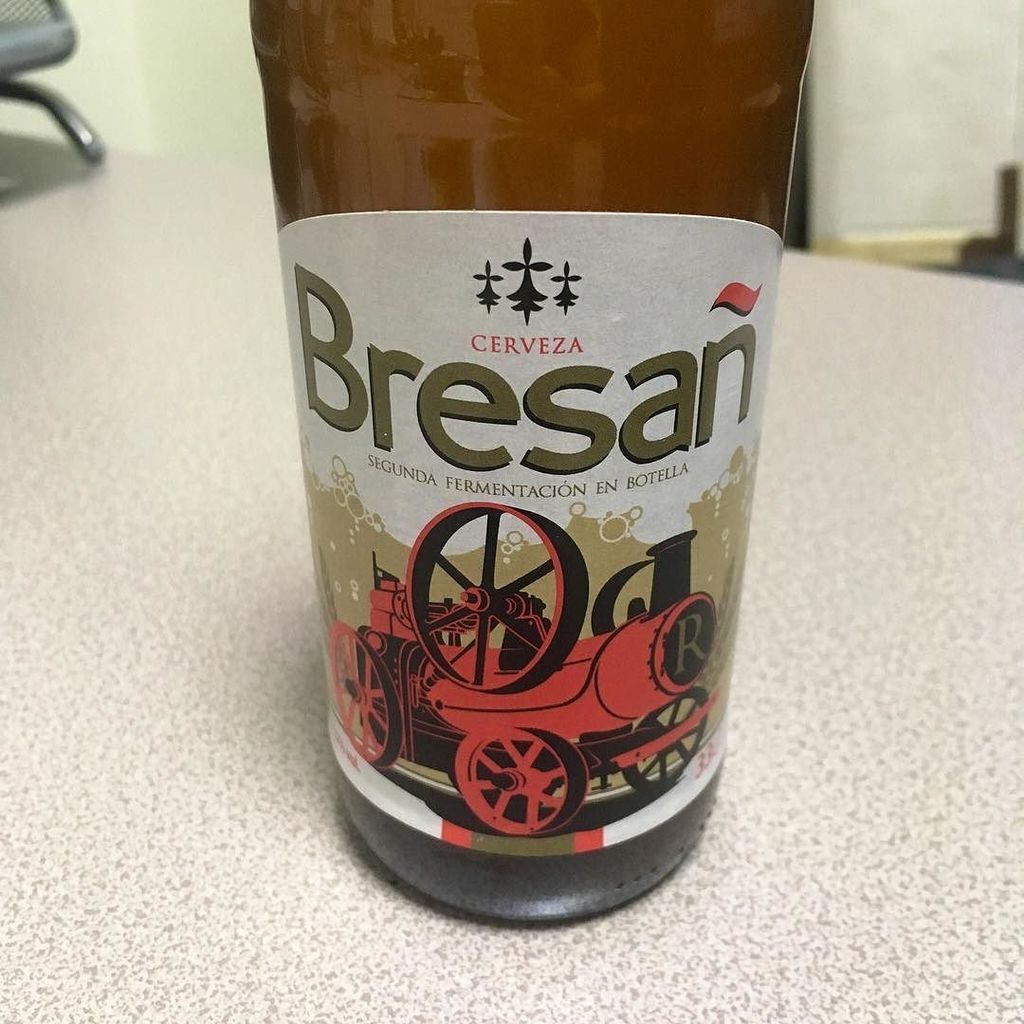 CERVEZA
Bresañ
SEGUNDA FERMENTACIÓN EN BOTELLA
R